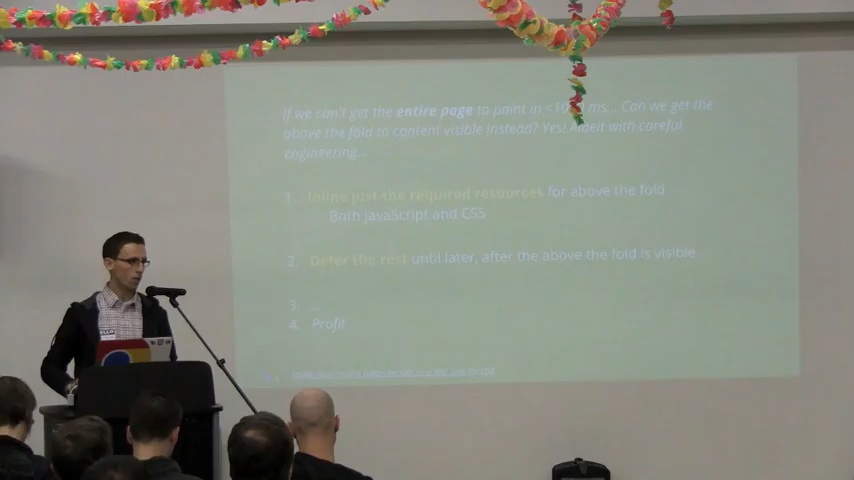 If we can't get the entire page to paint in ms... Can we get the
above the fold to content visible instead? Yes! Albeit with careful
engineering...
1. Inline just the required resources for above the fold
Both JavaScript and CSS
2. Defer the rest until later, after the above the fold is visible
3. ...
4. Profit